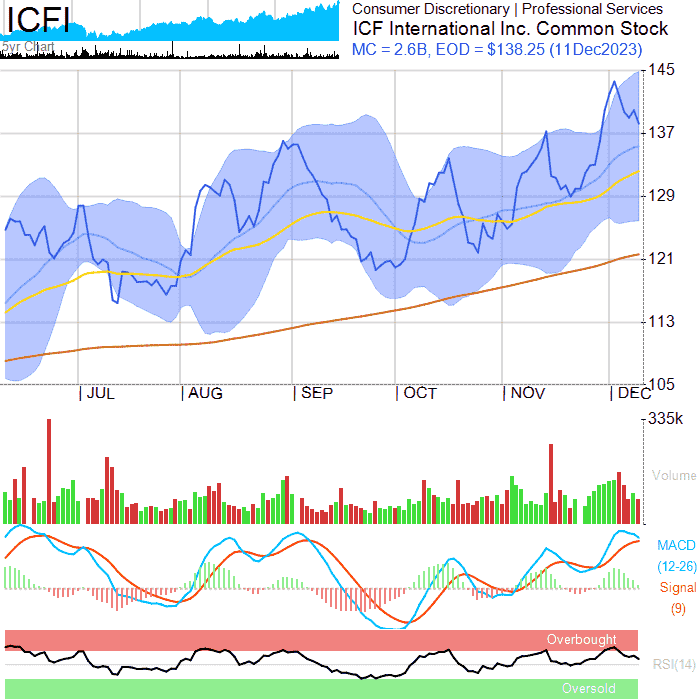 ICFI
5yr Chart
Consumer Discretionary | Professional Services
ICF International Inc. Common Stock
MC = 2.6B, EOD = $138.25 (11Dec2023)
145
137
129
121
113
105
| JUL | AUG | SEP | OCT | NOV | DEC
335k
Volume
MACD
(12-26)
Signal
(9)
Overbought
RSI(14)
Oversold